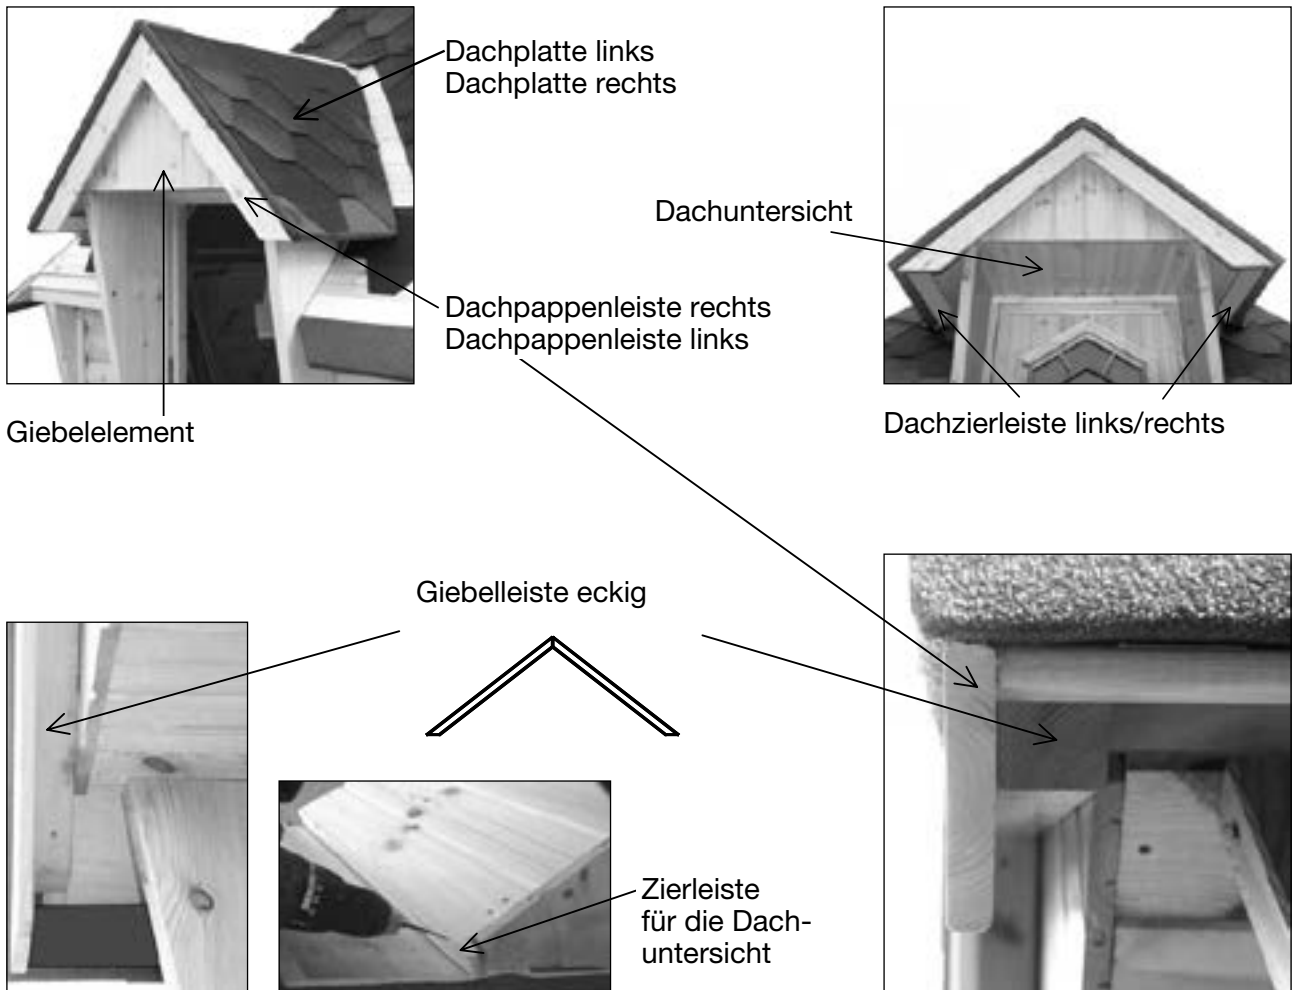 Dachplatte links
Dachplatte rechts
Dachuntersicht
Dachpappenleiste rechts
Dachpappenleiste links
Giebelelement
Dachzierleiste links/rechts
Giebelleiste eckig
Zierleiste
für die Dach-
untersicht